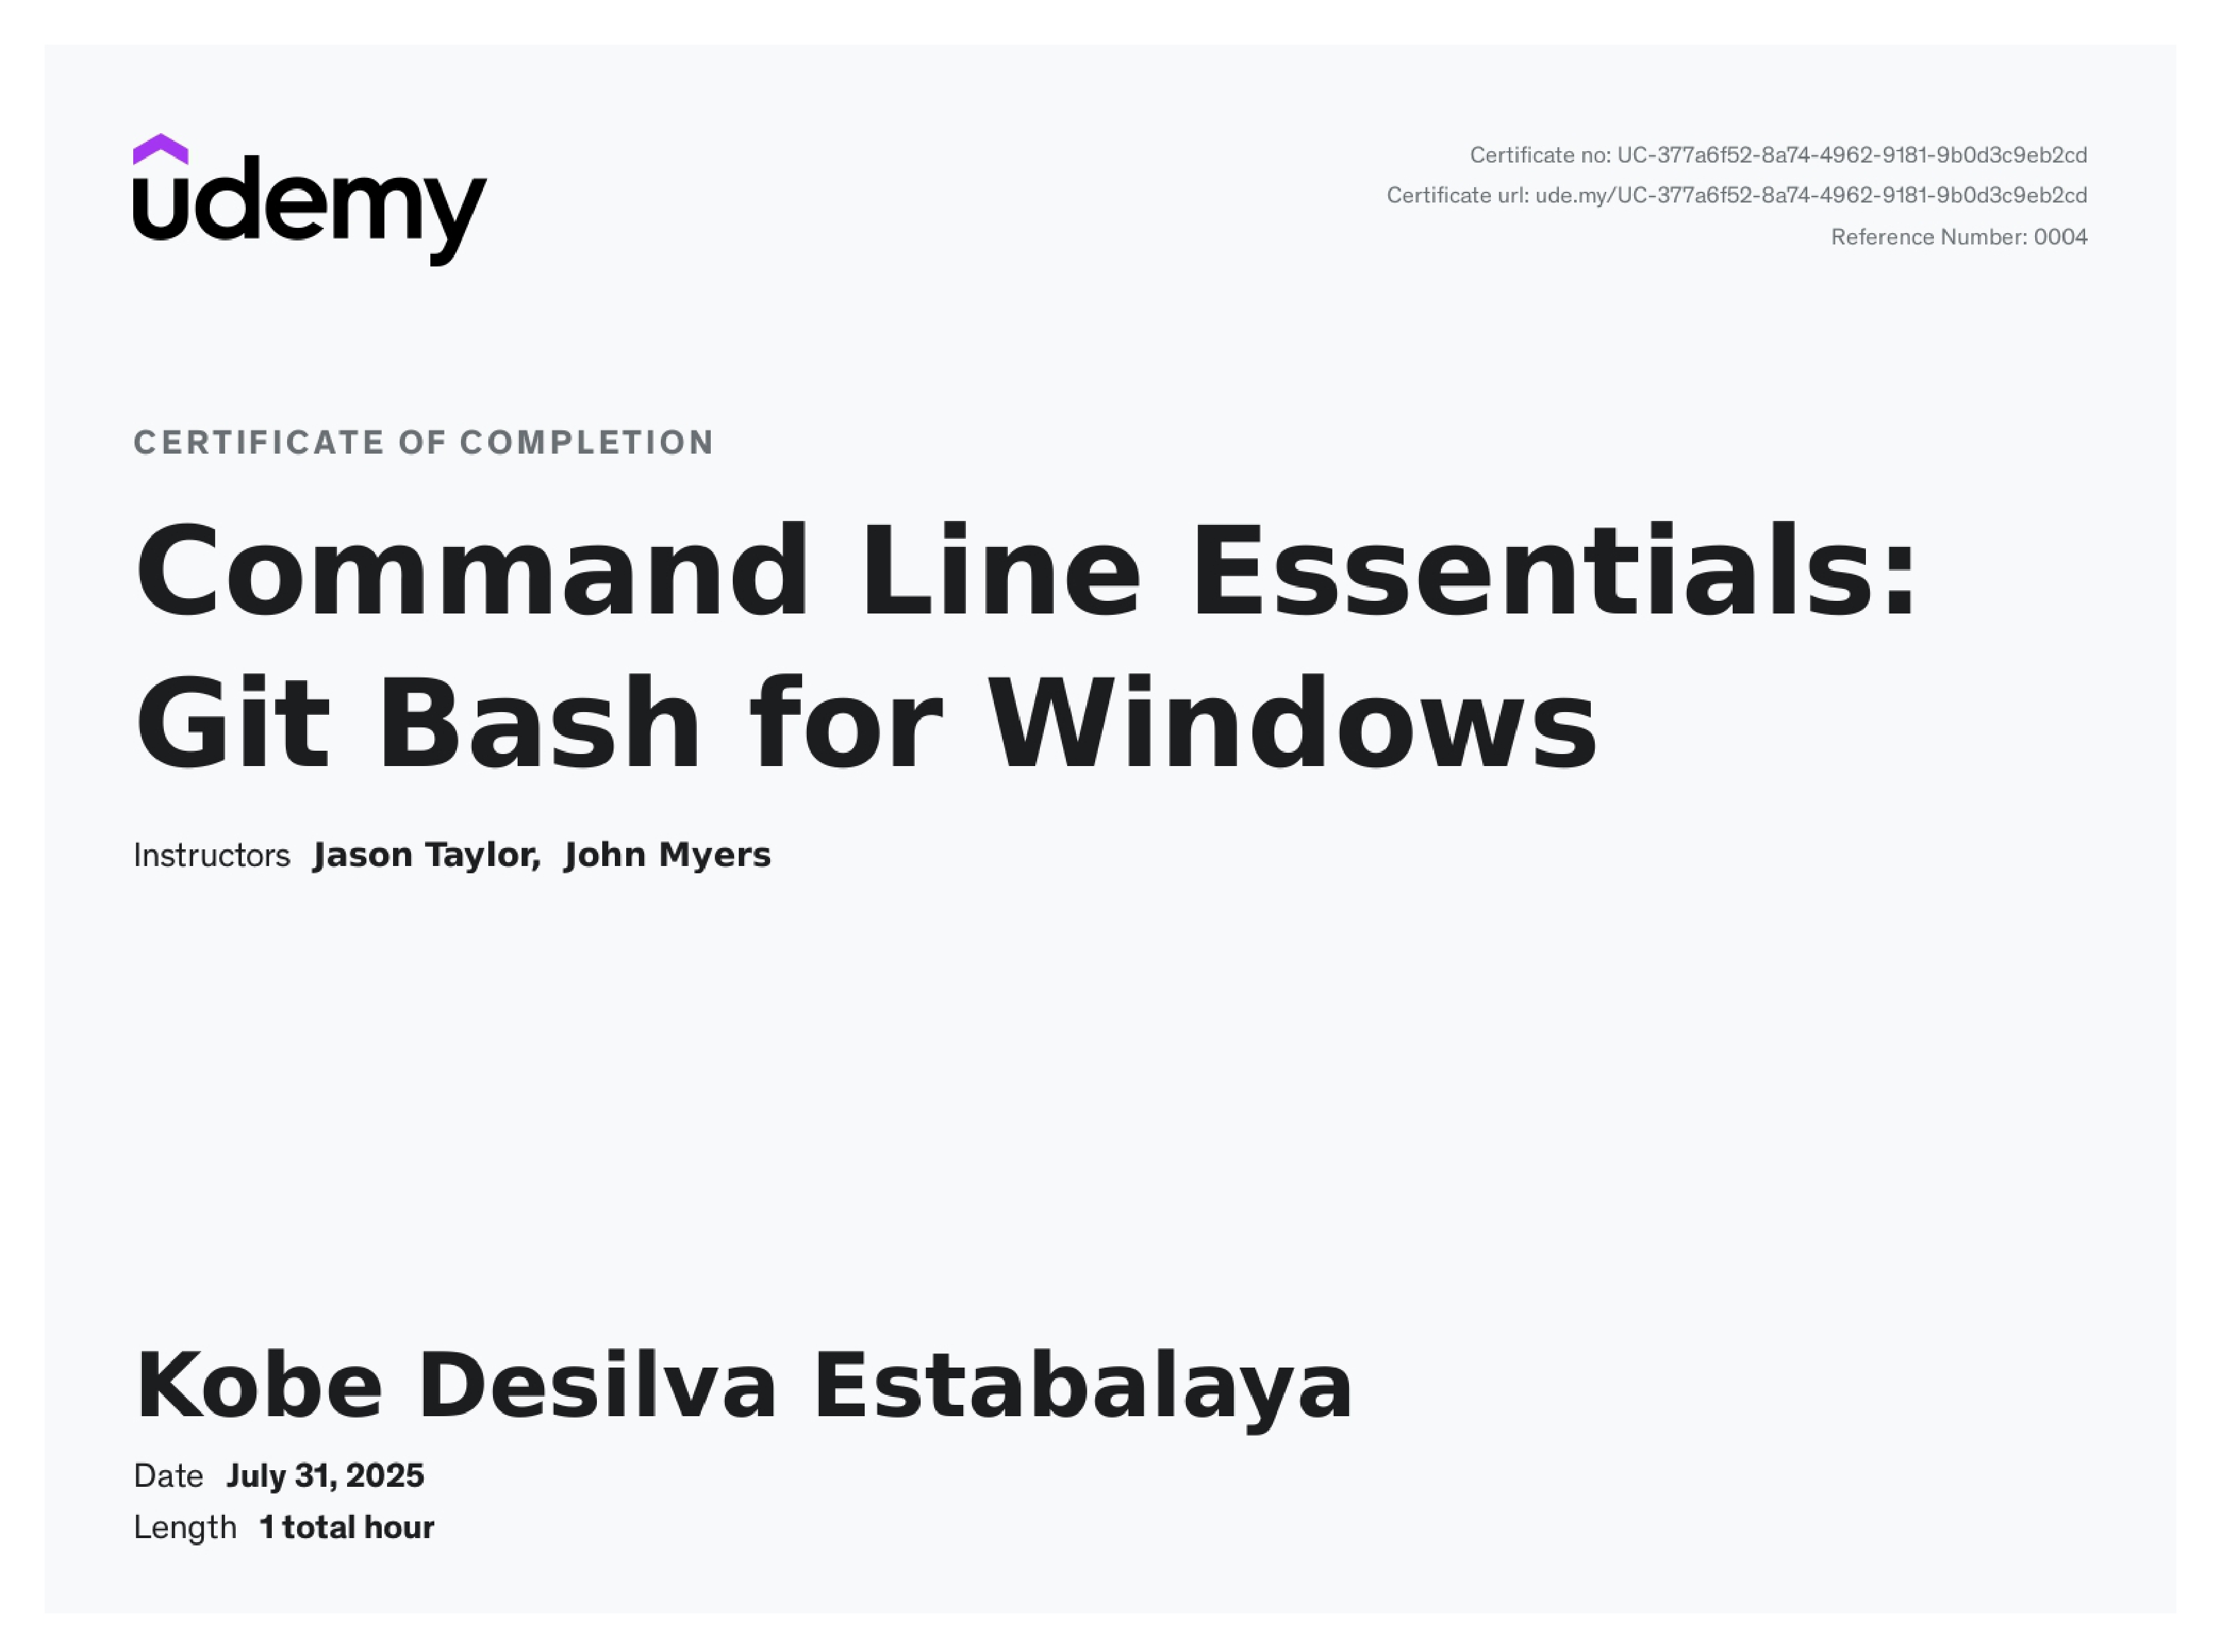 udemy
Certificate no: UC-377a6f52-8a74-4962-9181-9b0d3c9eb2cd
Certificate url: ude.my/UC-377a6f52-8a74-4962-9181-9b0d3c9eb2cd
Reference Number: 0004
CERTIFICATE OF COMPLETION
Command Line Essentials:
Git Bash for Windows
Instructors Jason Taylor, John Myers
Kobe Desilva Estabalaya
Date July 31, 2025
Length 1 total hour